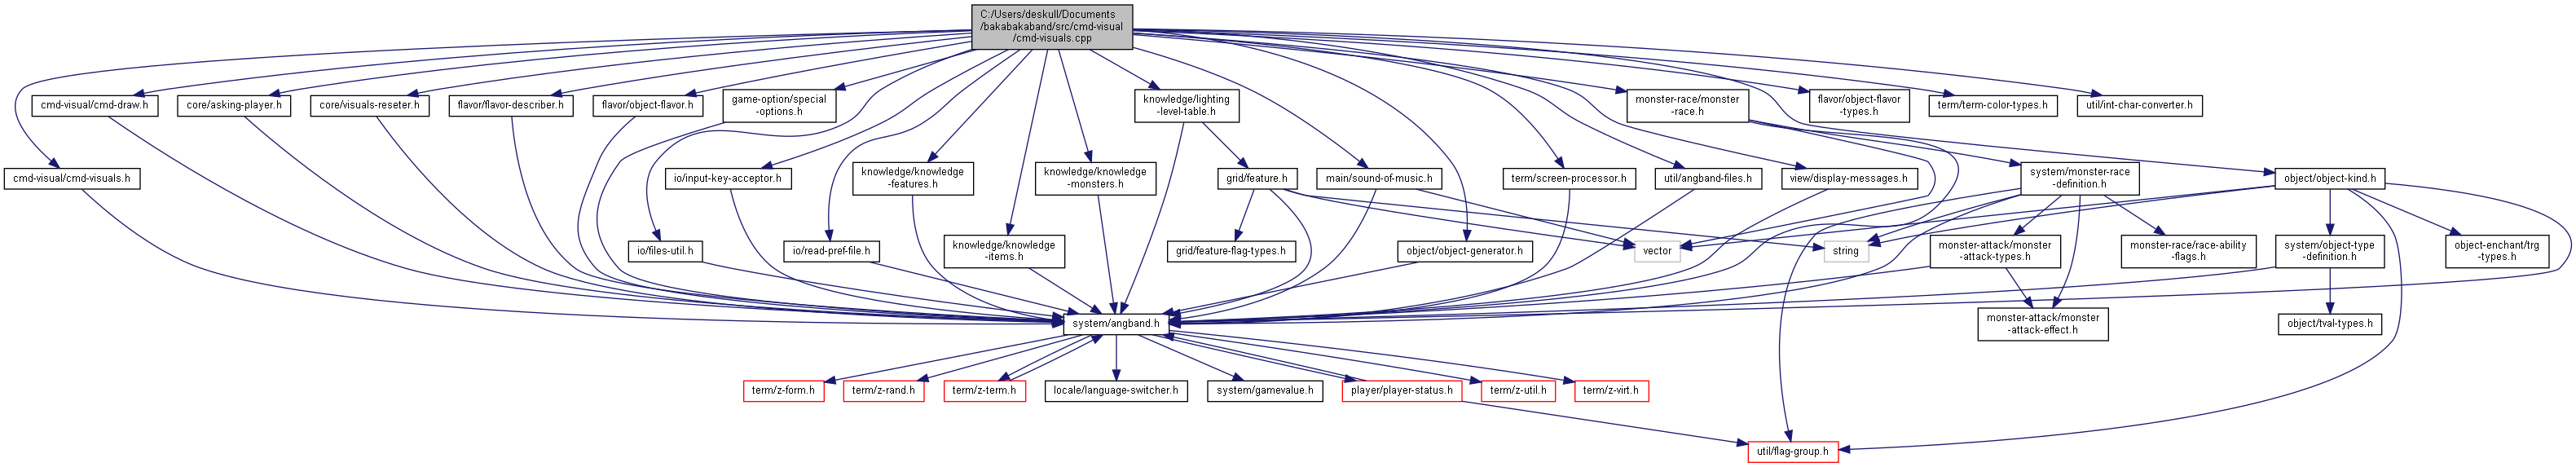 C:/Users/deskull/Documents
/bakabakaband/src/cmd-visual
/cmd-visuals.cpp
cmd-visual/cmd-draw.h
core/asking-player.h
core/visuals-reseter.h
flavor/flavor-describer.h
flavor/object-flavor.h
game-option/special
-options.h
knowledge/lighting
-level-table.h
monster-race/monster
-race.h
flavor/object-flavor
-types.h
term/term-color-types.h
util/int-char-converter.h
cmd-visual/cmd-visuals.h
io/input-key-acceptor.h
knowledge/knowledge
-features.h
knowledge/knowledge
-monsters.h
grid/feature.h
main/sound-of-music.h
term/screen-processor.h
util/angband-files.h
view/display-messages.h
system/monster-race
-definition.h
object/object-kind.h
io/files-util.h
io/read-pref-file.h
knowledge/knowledge
-items.h
grid/feature-flag-types.h
object/object-generator.h
vector
string
monster-attack/monster
-attack-types.h
monster-race/race-ability
-flags.h
system/object-type
-definition.h
object-enchant/trg
-types.h
system/angband.h
monster-attack/monster
-attack-effect.h
object/tval-types.h
term/z-form.h
term/z-rand.h
term/z-term.h
locale/language-switcher.h
system/gamevalue.h
player/player-status.h
term/z-util.h
term/z-virt.h
util/flag-group.h